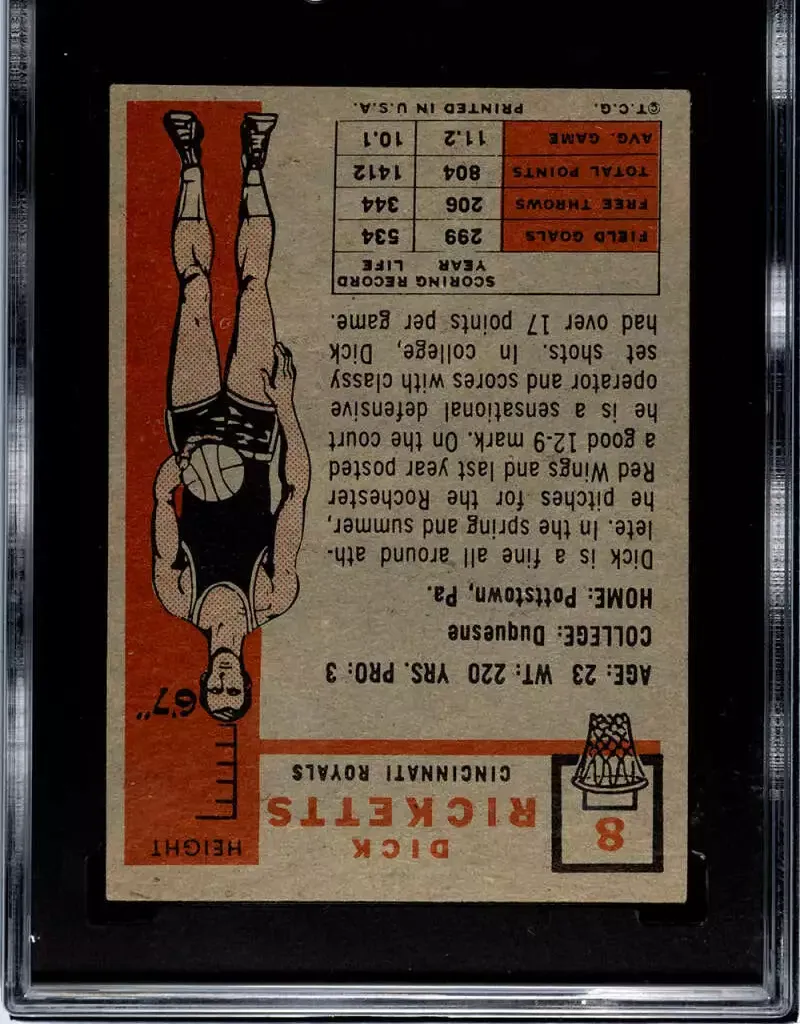 8
DICK
RICKETTS
CINCINNATI ROYALS
HEIGHT
6'7"
AGE: 23 WT: 220 YRS. PRO: 3
COLLEGE: Duquesne
HOME: Pottstown, Pa.
Dick is a fine all around ath-
lete. In the spring and summer,
he pitches for the Rochester
Red Wings and last year posted
a good 12-9 mark. On the court
he is a sensational defensive
operator and scores with classy
set shots. In college, Dick
had over 17 points per game.
SCORING RECORD
YEAR LIFE
FIELD GOALS 299 534
FREE THROWS 206 344
TOTAL POINTS 804 1412
AVG. GAME 11.2 10.1
©T.C.G. PRINTED IN U.S.A.